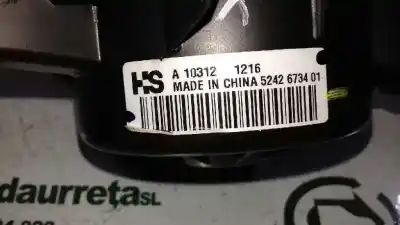 HS A 10312 1216
MADE IN CHINA 5242 6734 01
daurreta SL